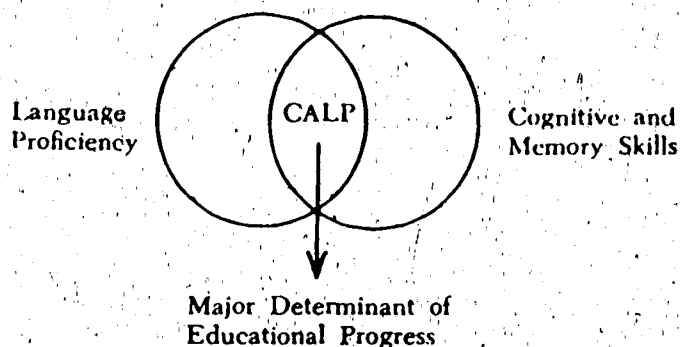 Language
Proficiency
CALP
Cognitive and
Memory Skills
Major Determinant of
Educational Progress